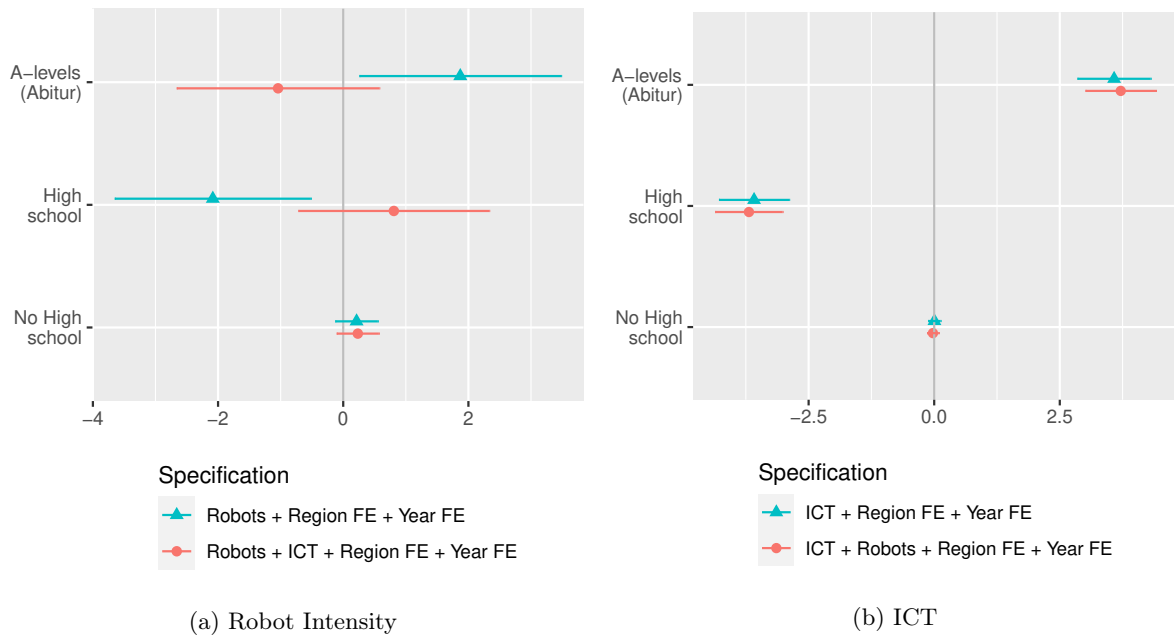 A−levels
(Abitur)
High
school
No High
school
−4
−2
0
2
Specification
Robots + Region FE + Year FE
Robots + ICT + Region FE + Year FE
(a) Robot Intensity
A−levels
(Abitur)
High
school
No High
school
−2.5
0.0
2.5
Specification
ICT + Region FE + Year FE
ICT + Robots + Region FE + Year FE
(b) ICT